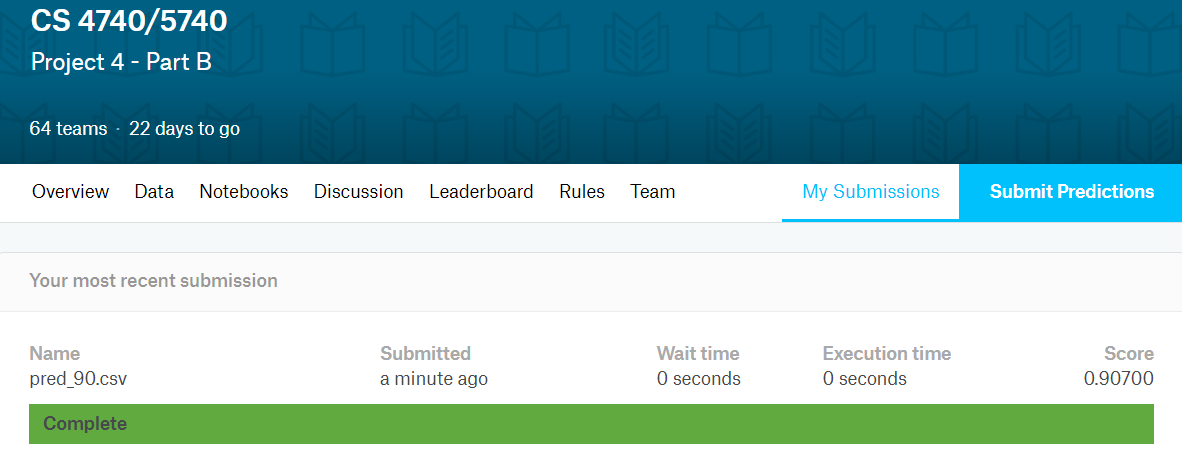 CS 4740/5740
Project 4 - Part B
64 teams · 22 days to go
Overview Data Notebooks Discussion Leaderboard Rules Team My Submissions Submit Predictions
Your most recent submission
Name Submitted Wait time Execution time Score
pred_90.csv a minute ago 0 seconds 0 seconds 0.90700
Complete